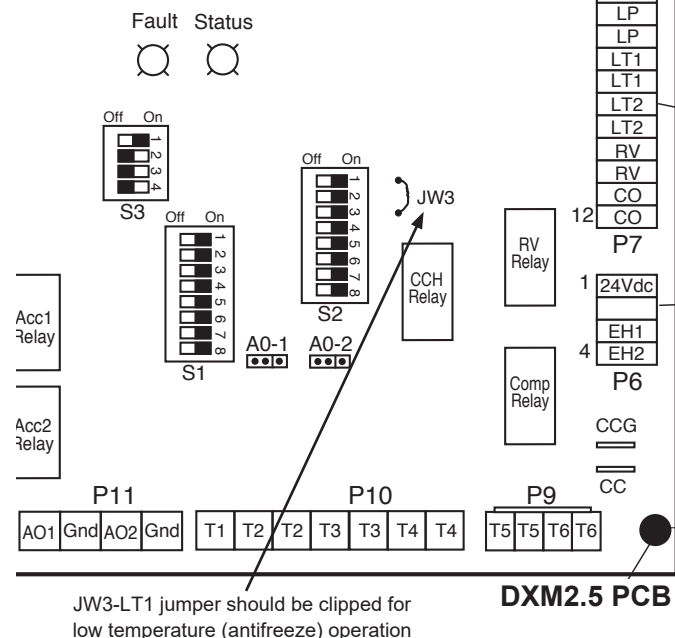 Fault Status
LP
LP
LT1
LT1
LT2
LT2
RV
RV
CO
12 CO
P7
Off On
1
2
3
4
S3
Off On
1
2
3
4
5
6
7
8
S1
Off On
1
2
3
4
5
6
7
8
S2
JW3
CCH
Relay
RV
Relay
1 24Vdc
EH1
4 EH2
P6
Acc1
Relay
A0-1 A0-2
Comp
Relay
Acc2
Relay
CCG
CC
P11 P10 P9
AO1 Gnd AO2 Gnd T1 T2 T2 T3 T3 T4 T4 T5 T5 T6 T6
DXM2.5 PCB
JW3-LT1 jumper should be clipped for
low temperature (antifreeze) operation